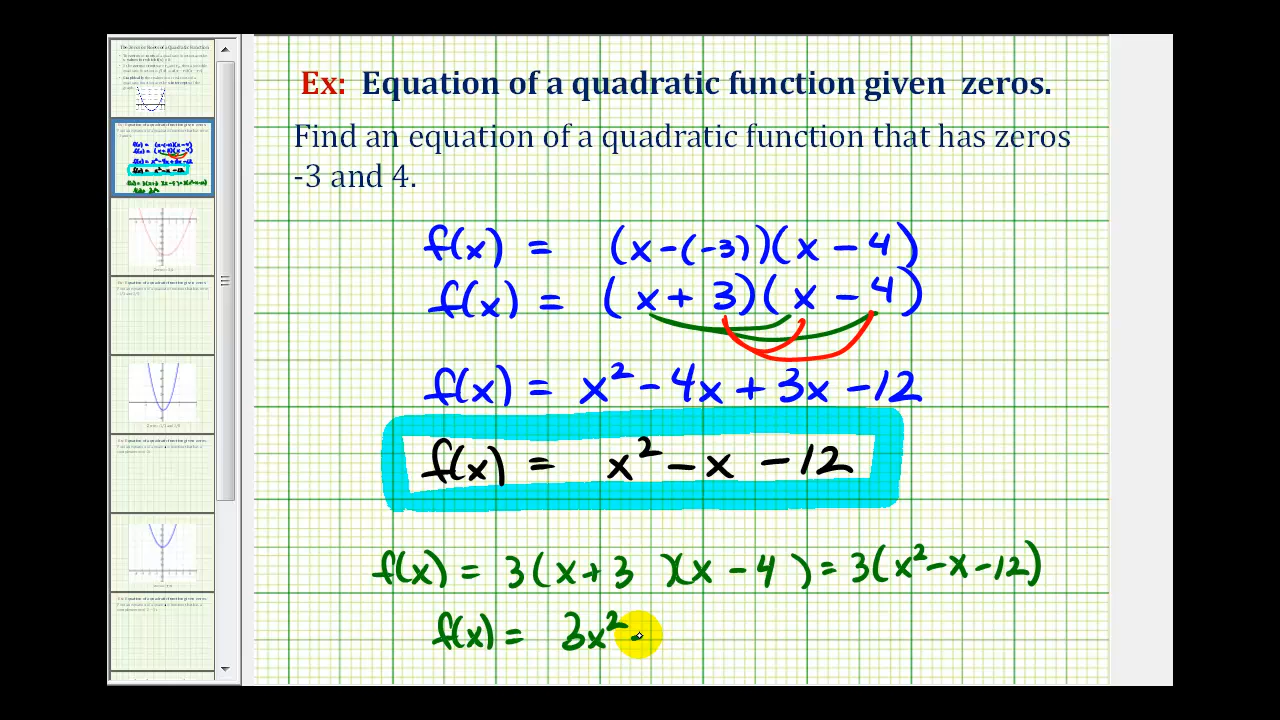 Ex: Equation of a quadratic function given zeros.
Find an equation of a quadratic function that has zeros
-3 and 4.
f(x) = (x-(-3))(x - 4)
f(x) = (x + 3)(x - 4)
f(x) = x² - 4x + 3x - 12
f(x) = x² - x - 12
f(x) = 3(x+3)(x - 4) = 3(x² - x - 12)
f(x) = 3x² -